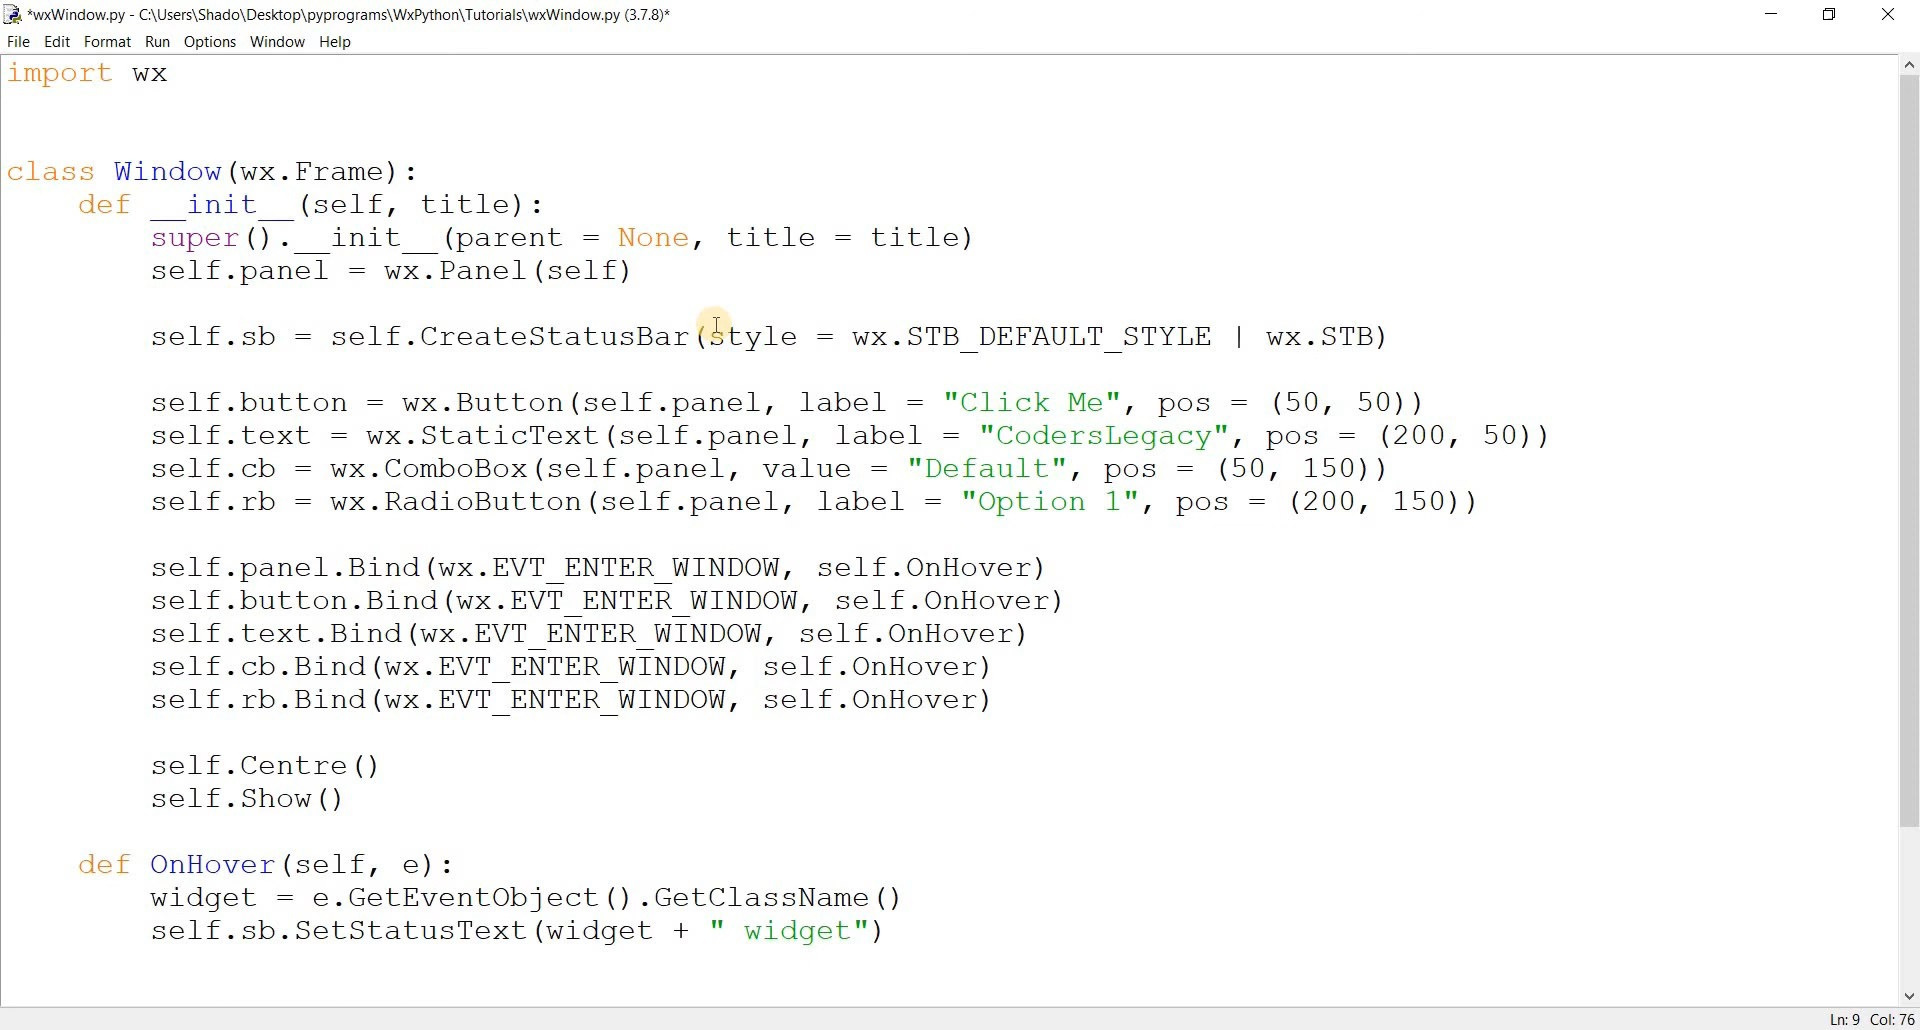 *wxWindow.py - C:\Users\Shado\Desktop\pyprograms\WxPython\Tutorials\wxWindow.py (3.7.8)*
File Edit Format Run Options Window Help
import wx
class Window(wx.Frame):
    def __init__(self, title):
        super().__init__(parent = None, title = title)
        self.panel = wx.Panel(self)
        self.sb = self.CreateStatusBar(style = wx.STB_DEFAULT_STYLE | wx.STB)
        self.button = wx.Button(self.panel, label = "Click Me", pos = (50, 50))
        self.text = wx.StaticText(self.panel, label = "CodersLegacy", pos = (200, 50))
        self.cb = wx.ComboBox(self.panel, value = "Default", pos = (50, 150))
        self.rb = wx.RadioButton(self.panel, label = "Option 1", pos = (200, 150))
        self.panel.Bind(wx.EVT_ENTER_WINDOW, self.OnHover)
        self.button.Bind(wx.EVT_ENTER_WINDOW, self.OnHover)
        self.text.Bind(wx.EVT_ENTER_WINDOW, self.OnHover)
        self.cb.Bind(wx.EVT_ENTER_WINDOW, self.OnHover)
        self.rb.Bind(wx.EVT_ENTER_WINDOW, self.OnHover)
        self.Centre()
        self.Show()
    def OnHover(self, e):
        widget = e.GetEventObject().GetClassName()
        self.sb.SetStatusText(widget + " widget")
Ln: 9 Col: 76